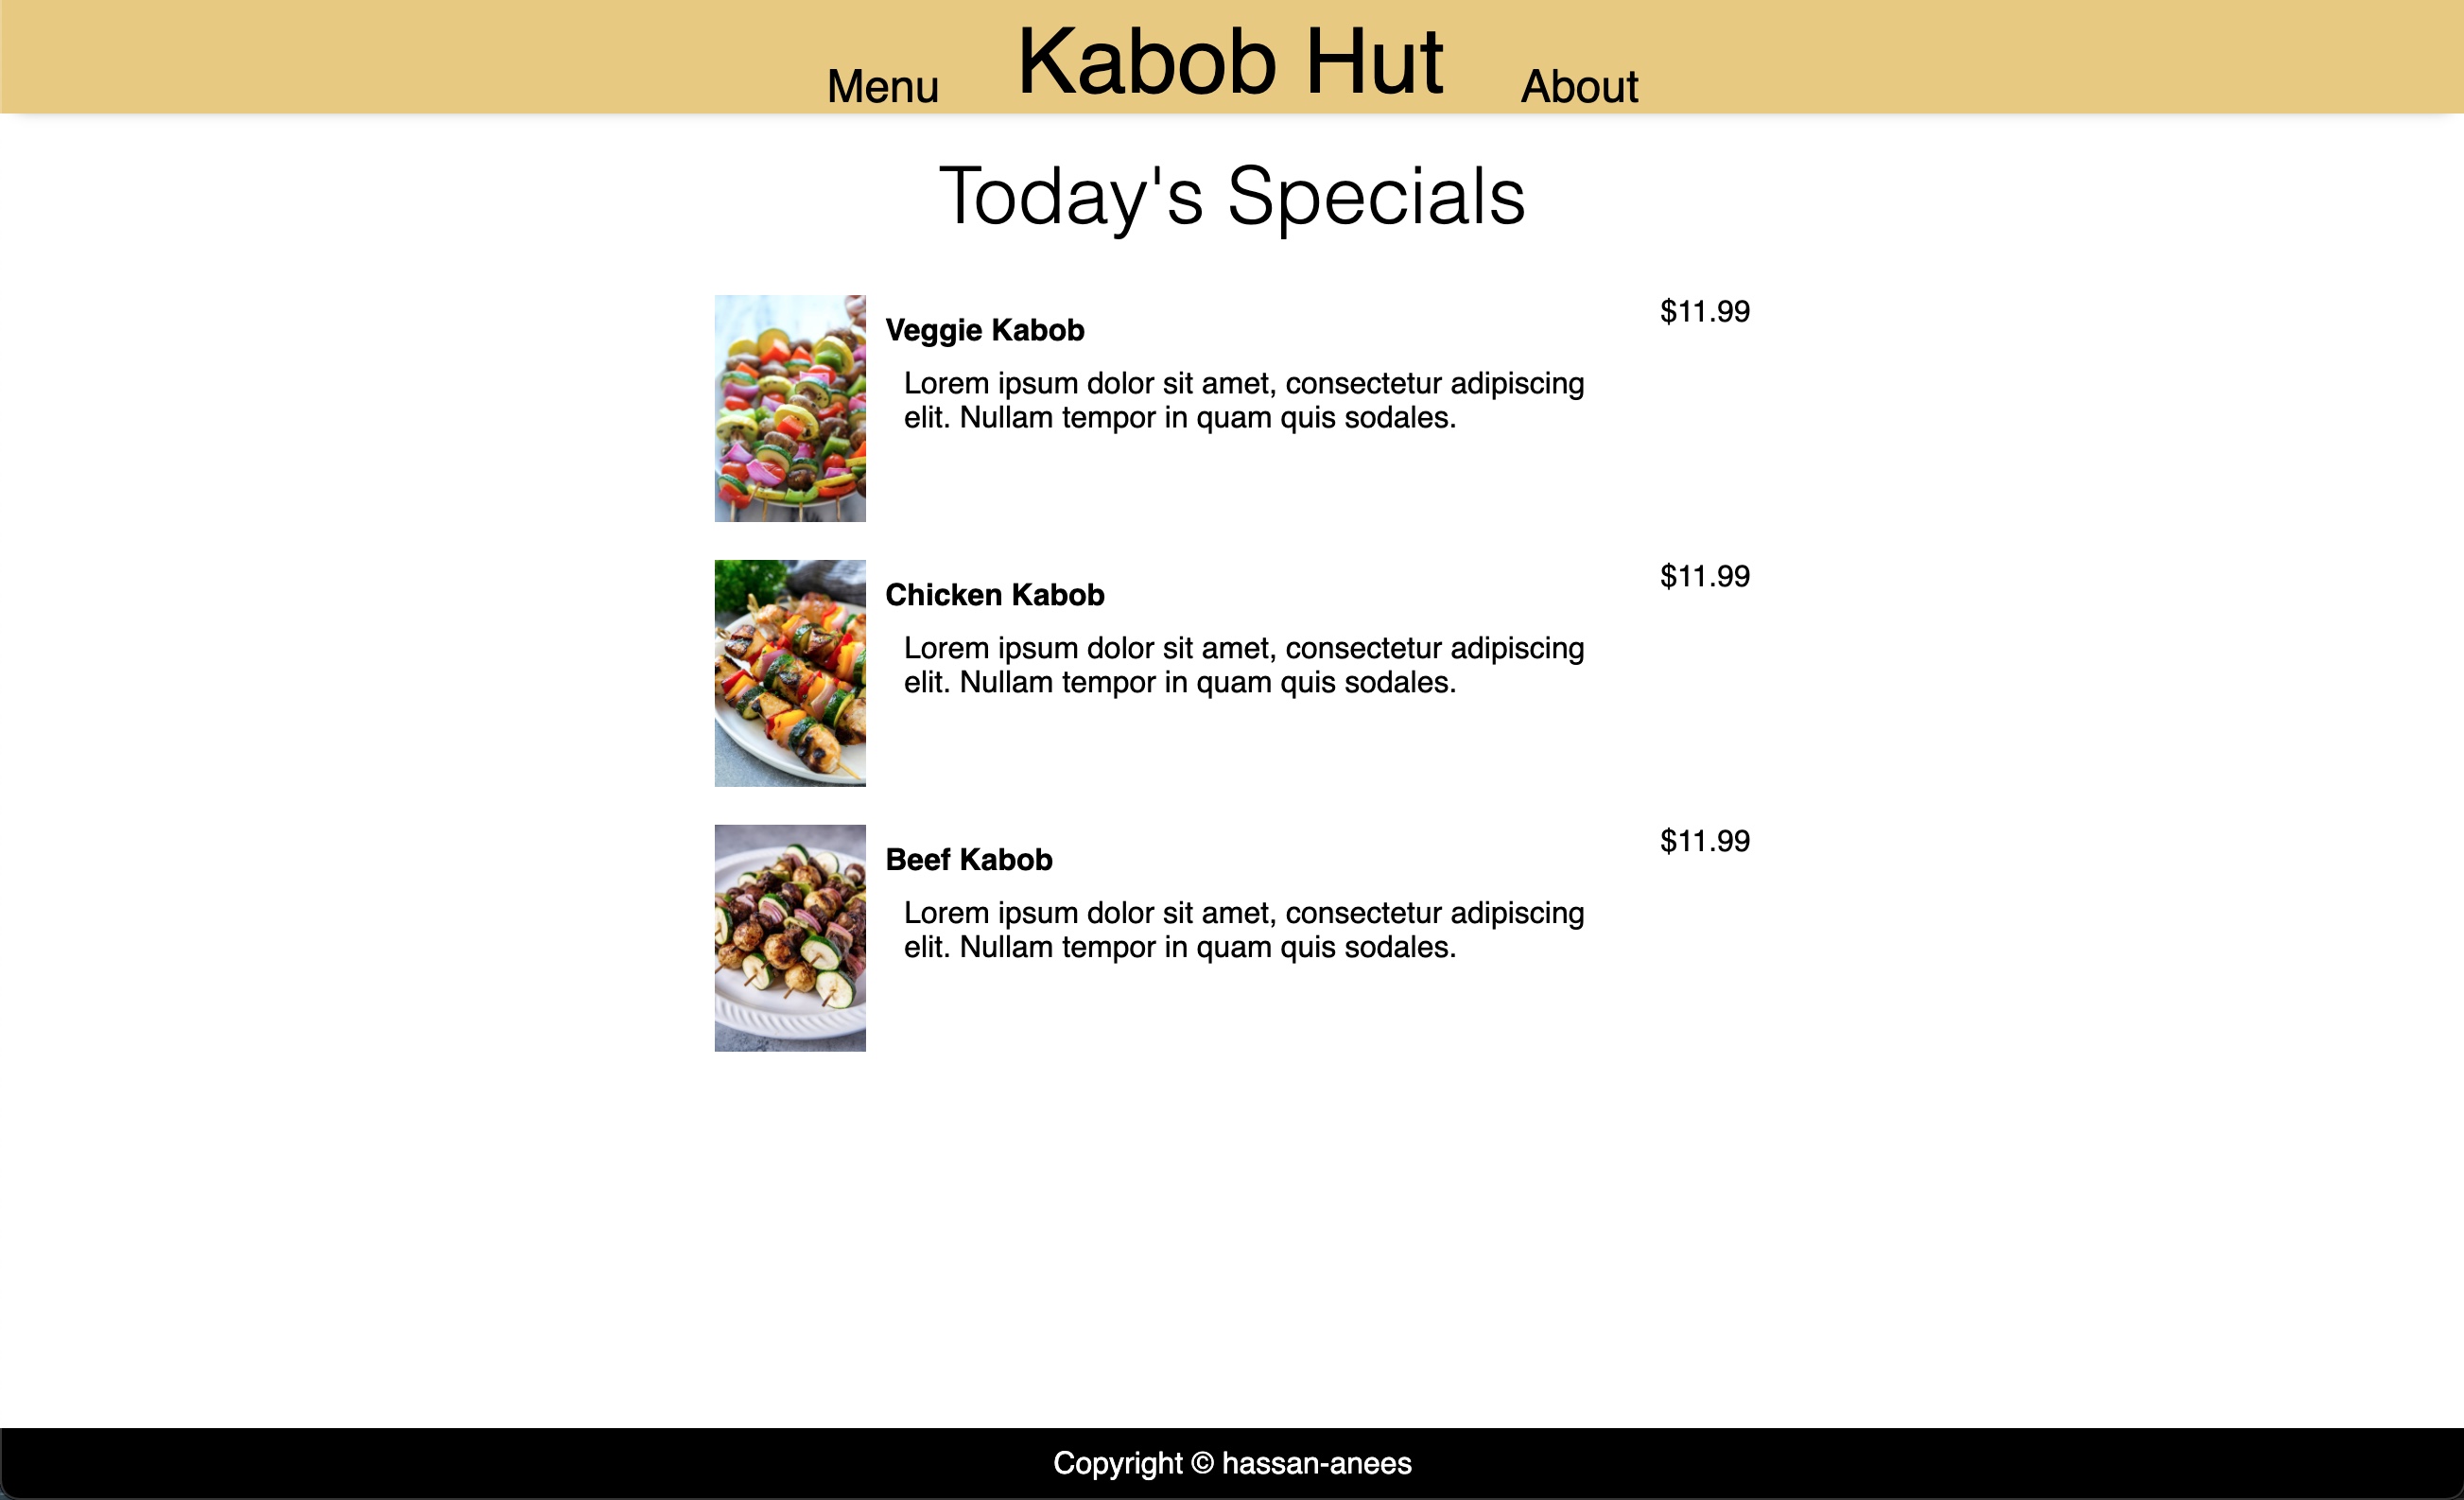 Menu Kabob Hut About
Today's Specials
Veggie Kabob $11.99
Lorem ipsum dolor sit amet, consectetur adipiscing
elit. Nullam tempor in quam quis sodales.
Chicken Kabob $11.99
Lorem ipsum dolor sit amet, consectetur adipiscing
elit. Nullam tempor in quam quis sodales.
Beef Kabob $11.99
Lorem ipsum dolor sit amet, consectetur adipiscing
elit. Nullam tempor in quam quis sodales.
Copyright © hassan-anees